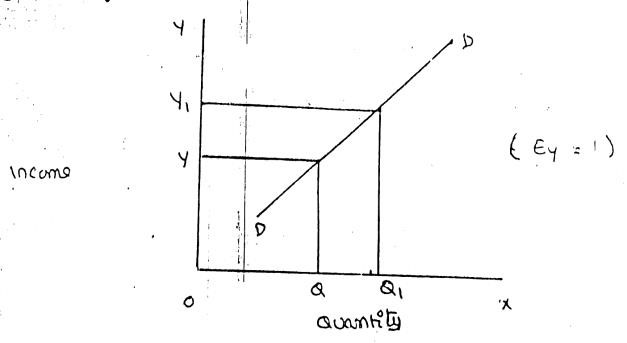 Y
D
Y1
( Ey = 1 )
Y
Income
D
O
Q
Q1
X
Quantity